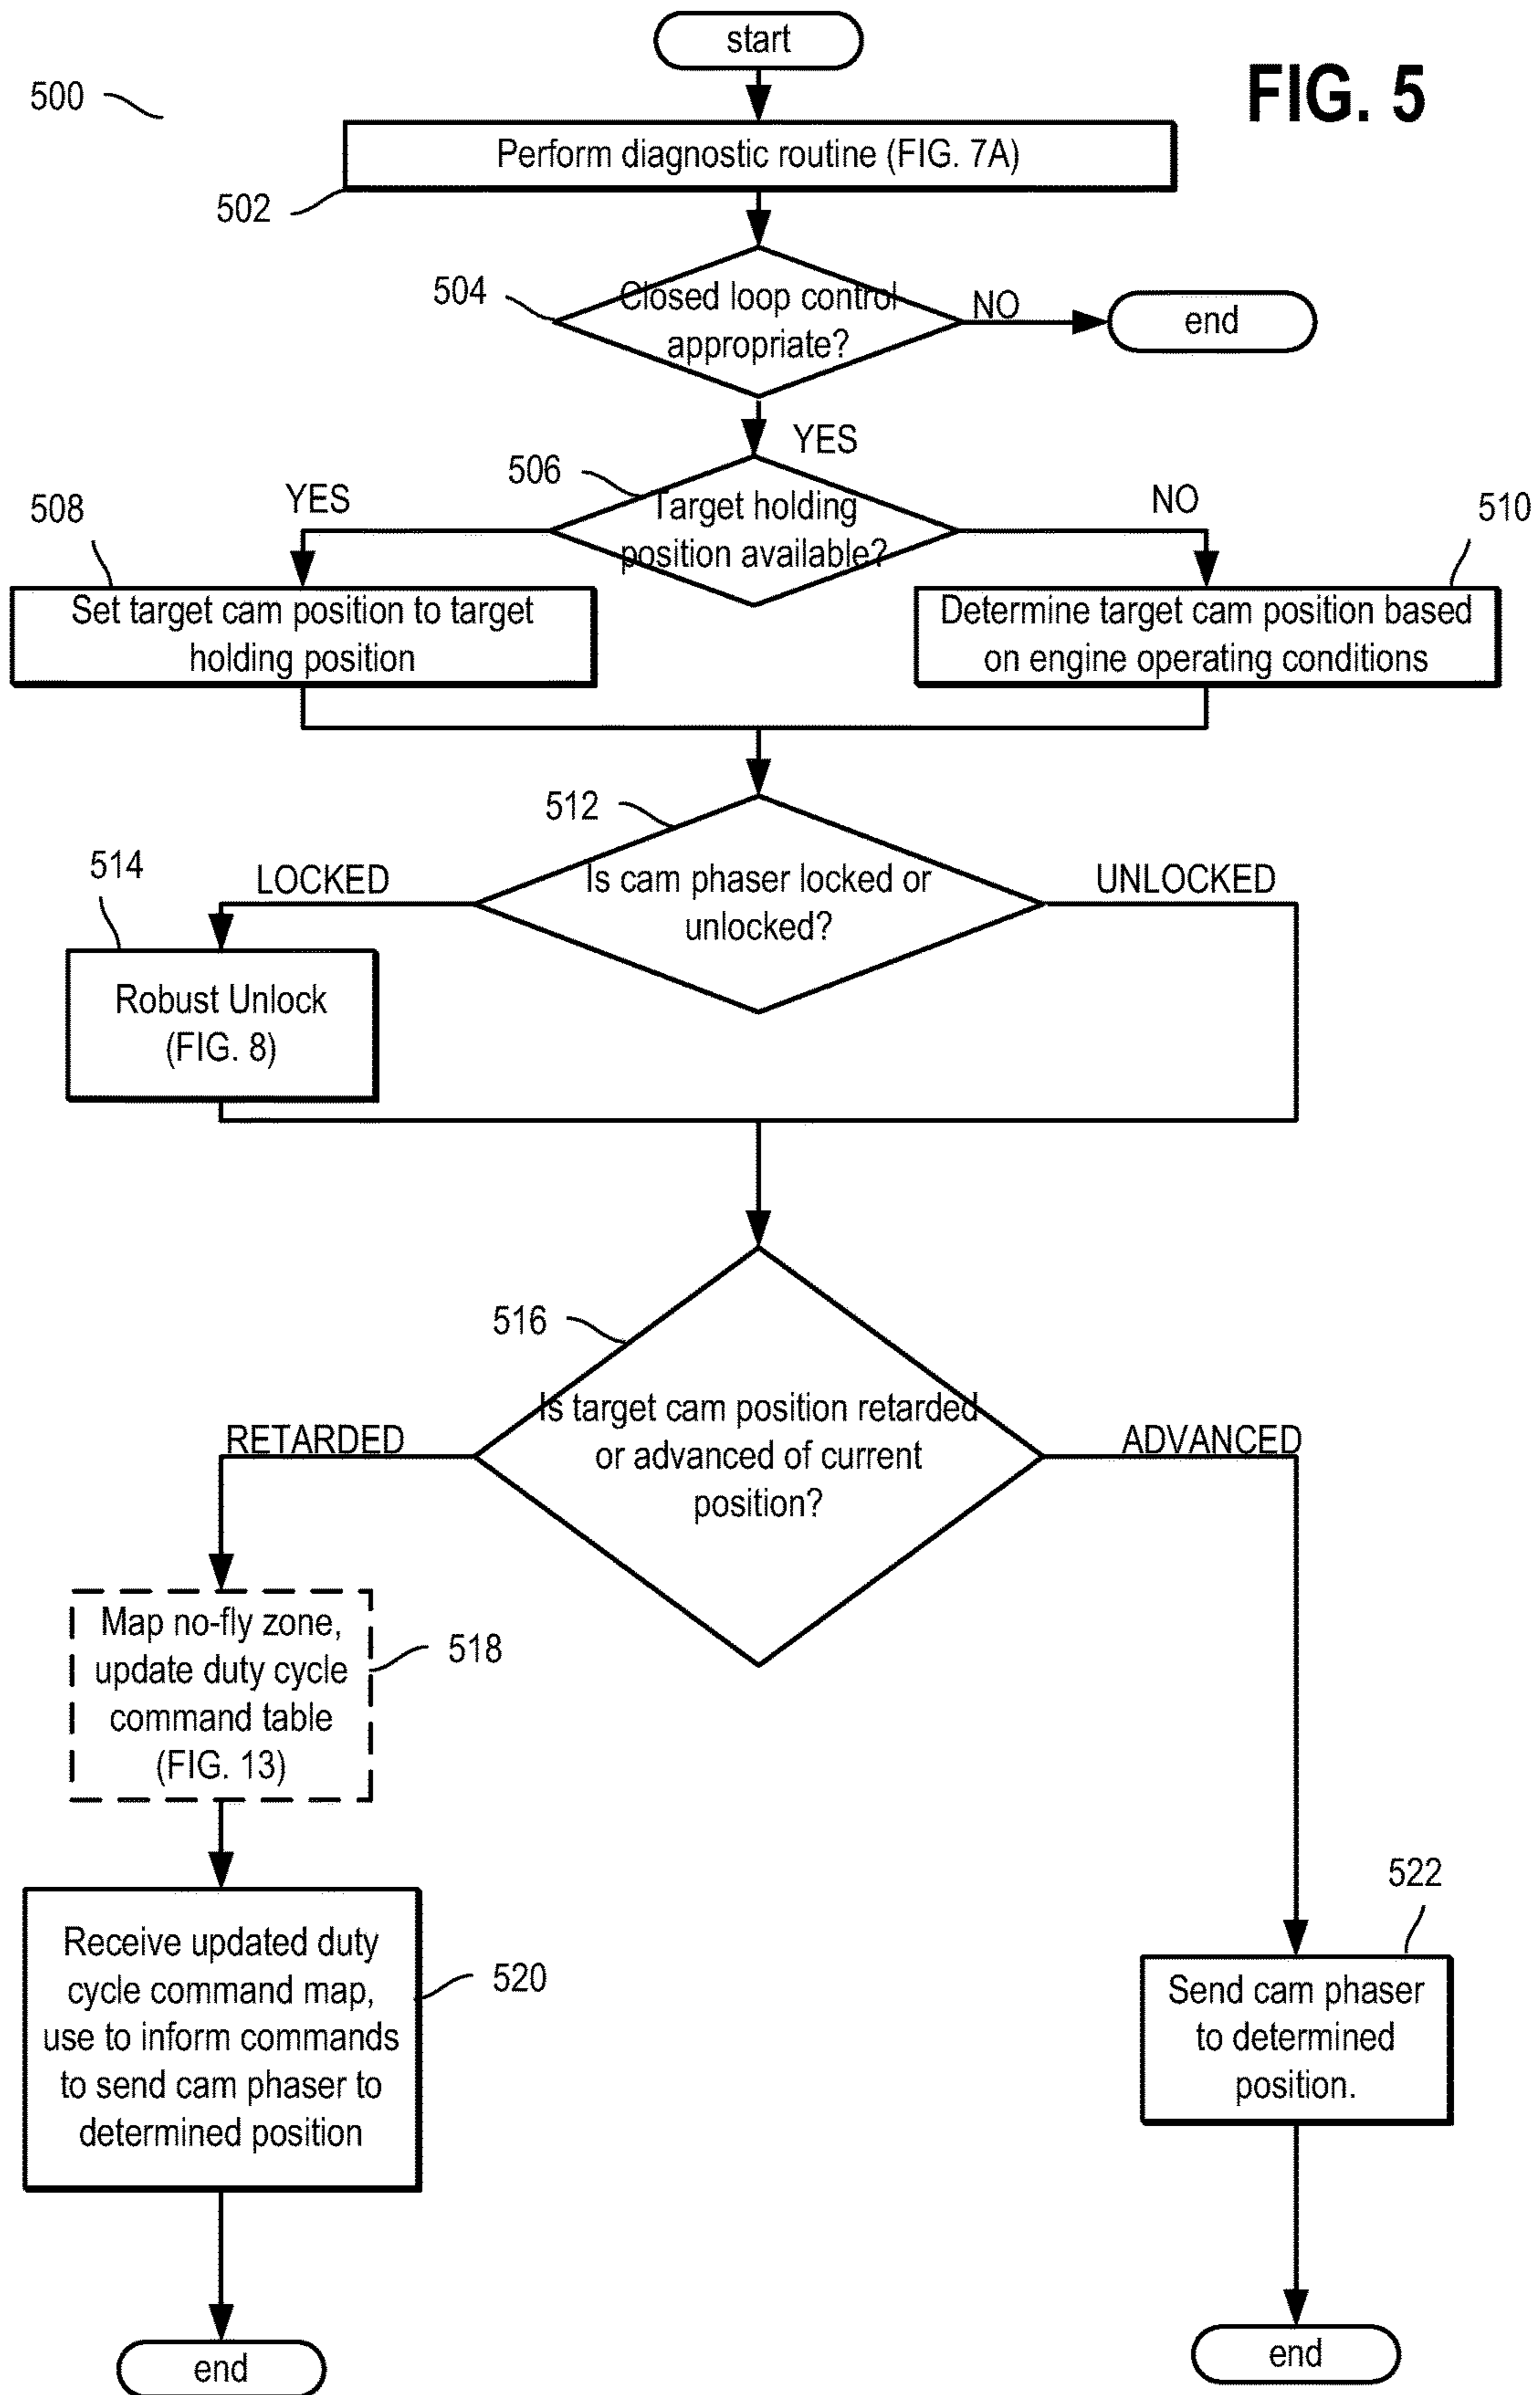 start
FIG. 5
500
Perform diagnostic routine (FIG. 7A)
502
504
Closed loop control
appropriate?
NO
end
YES
506
Target holding
position available?
YES
NO
508
510
Set target cam position to target
holding position
Determine target cam position based
on engine operating conditions
512
Is cam phaser locked or
unlocked?
LOCKED
UNLOCKED
514
Robust Unlock
(FIG. 8)
516
Is target cam position retarded
or advanced of current
position?
RETARDED
ADVANCED
Map no-fly zone,
update duty cycle
command table
(FIG. 13)
518
Receive updated duty
cycle command map,
use to inform commands
to send cam phaser to
determined position
520
522
Send cam phaser
to determined
position.
end
end